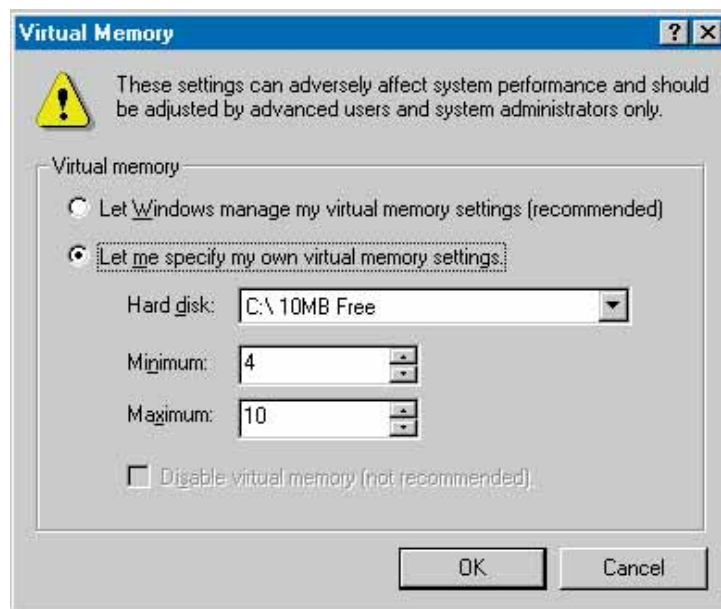 Virtual Memory
These settings can adversely affect system performance and should
be adjusted by advanced users and system administrators only.
Virtual memory
Let Windows manage my virtual memory settings (recommended)
Let me specify my own virtual memory settings.
Hard disk: C:\ 10MB Free
Minimum: 4
Maximum: 10
Disable virtual memory (not recommended).
OK Cancel